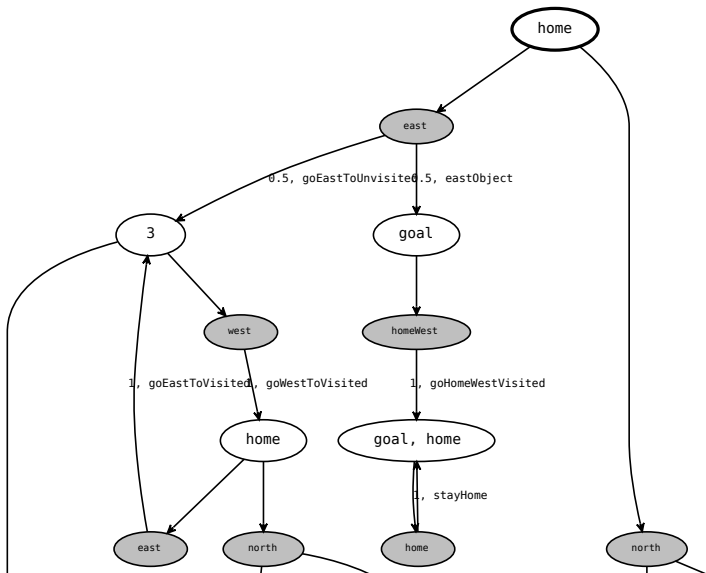 home
east
0.5, goEastToUnvisited
0.5, eastObject
3
goal
west
homeWest
1, goEastToVisited
1, goWestToVisited
1, goHomeWestVisited
home
goal, home
1, stayHome
east
north
home
north